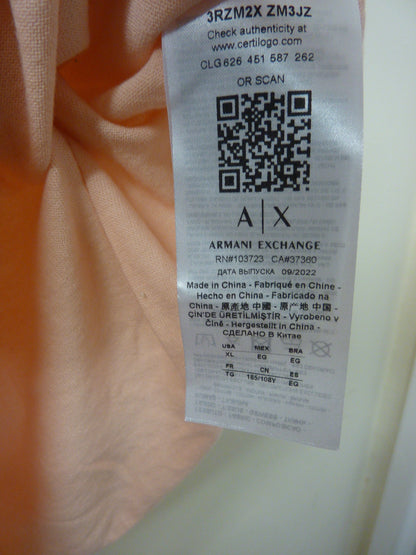 3RZM2X ZM3JZ
Check authenticity at
www.certilogo.com
CLG 626 451 587 262
OR SCAN
A|X
ARMANI EXCHANGE
RN#103723 CA#37360
ДАТА ВЫПУСКА 09/2022
Made in China - Fabriqué en Chine -
Hecho en China - Fabricado na
China - 原產地 中國 - 原产地 中国 -
ÇIN'DE ÜRETİLMİŞTİR - Vyrobeno v
Číně - Hergestellt in China -
СДЕЛАНО В Китае
USA MEX BRA
XL EG EG
FR CN ES
TG 185/108Y EG